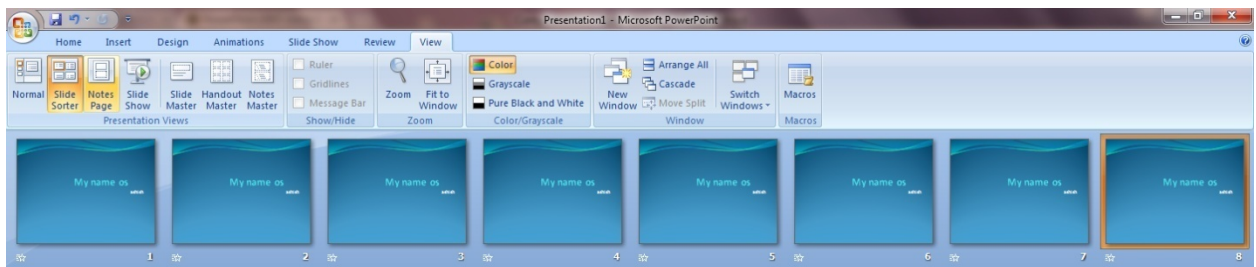 Presentation1 - Microsoft PowerPoint
Home Insert Design Animations Slide Show Review View
Normal Slide Sorter Notes Page Slide Show Slide Master Handout Master Notes Master
Presentation Views
Ruler
Gridlines
Message Bar
Show/Hide
Zoom Fit to Window
Zoom
Color
Grayscale
Pure Black and White
Color/Grayscale
New Window
Arrange All
Cascade
Move Split
Switch Windows
Window
Macros
Macros
My name os
My name os
My name os
My name os
My name os
My name os
My name os
My name os
1 2 3 4 5 6 7 8